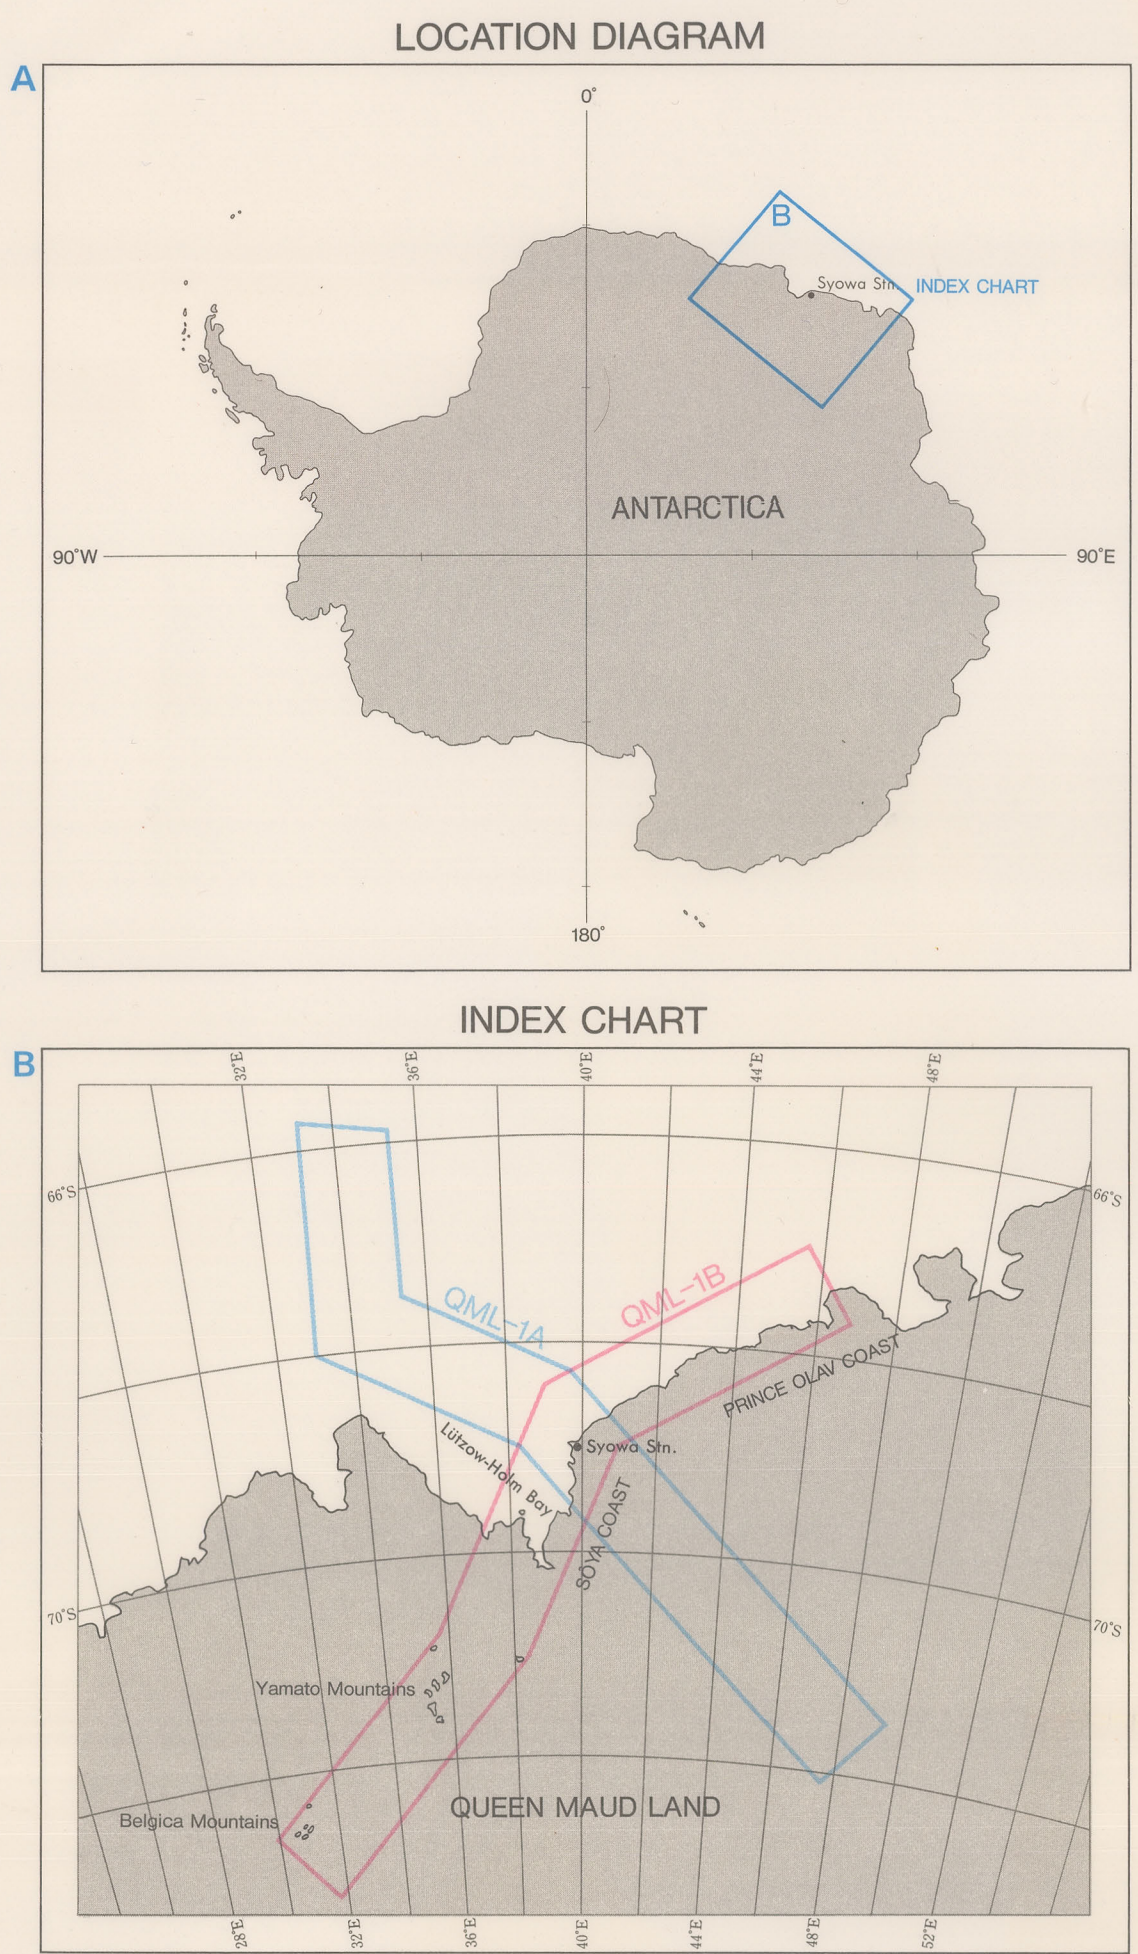 LOCATION DIAGRAM
A
0°
B
Syowa Stn.
INDEX CHART
ANTARCTICA
90°W
90°E
180°
INDEX CHART
B
32°E
36°E
40°E
44°E
48°E
66°S
66°S
QML-1A
QML-1B
PRINCE OLAV COAST
Lützow-Holm Bay
Syowa Stn.
SÔYA COAST
70°S
70°S
Yamato Mountains
QUEEN MAUD LAND
Belgica Mountains
28°E
32°E
36°E
40°E
44°E
48°E
52°E